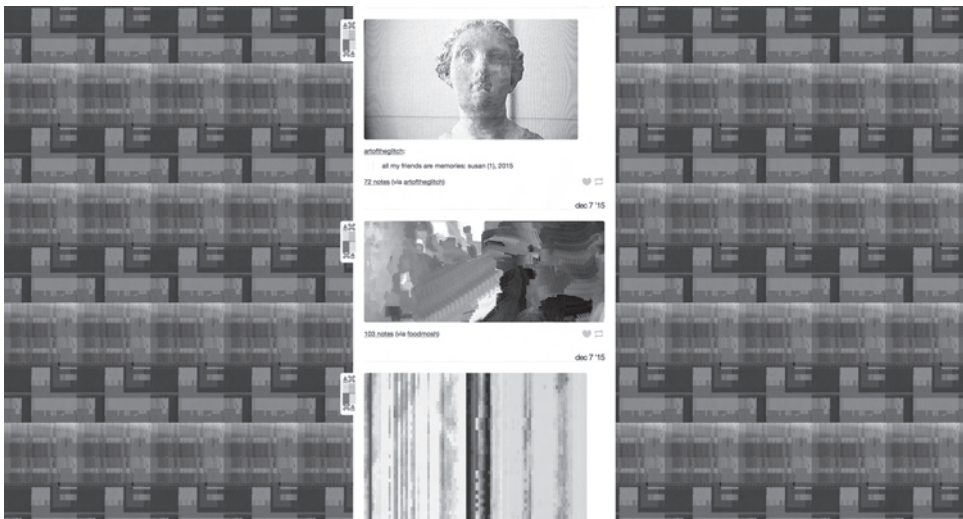 artoftheglitch:
all my friends are memories: susan (1), 2015
72 notes (via artoftheglitch)
dec 7 '15
103 notes (via foodmosh)
dec 7 '15